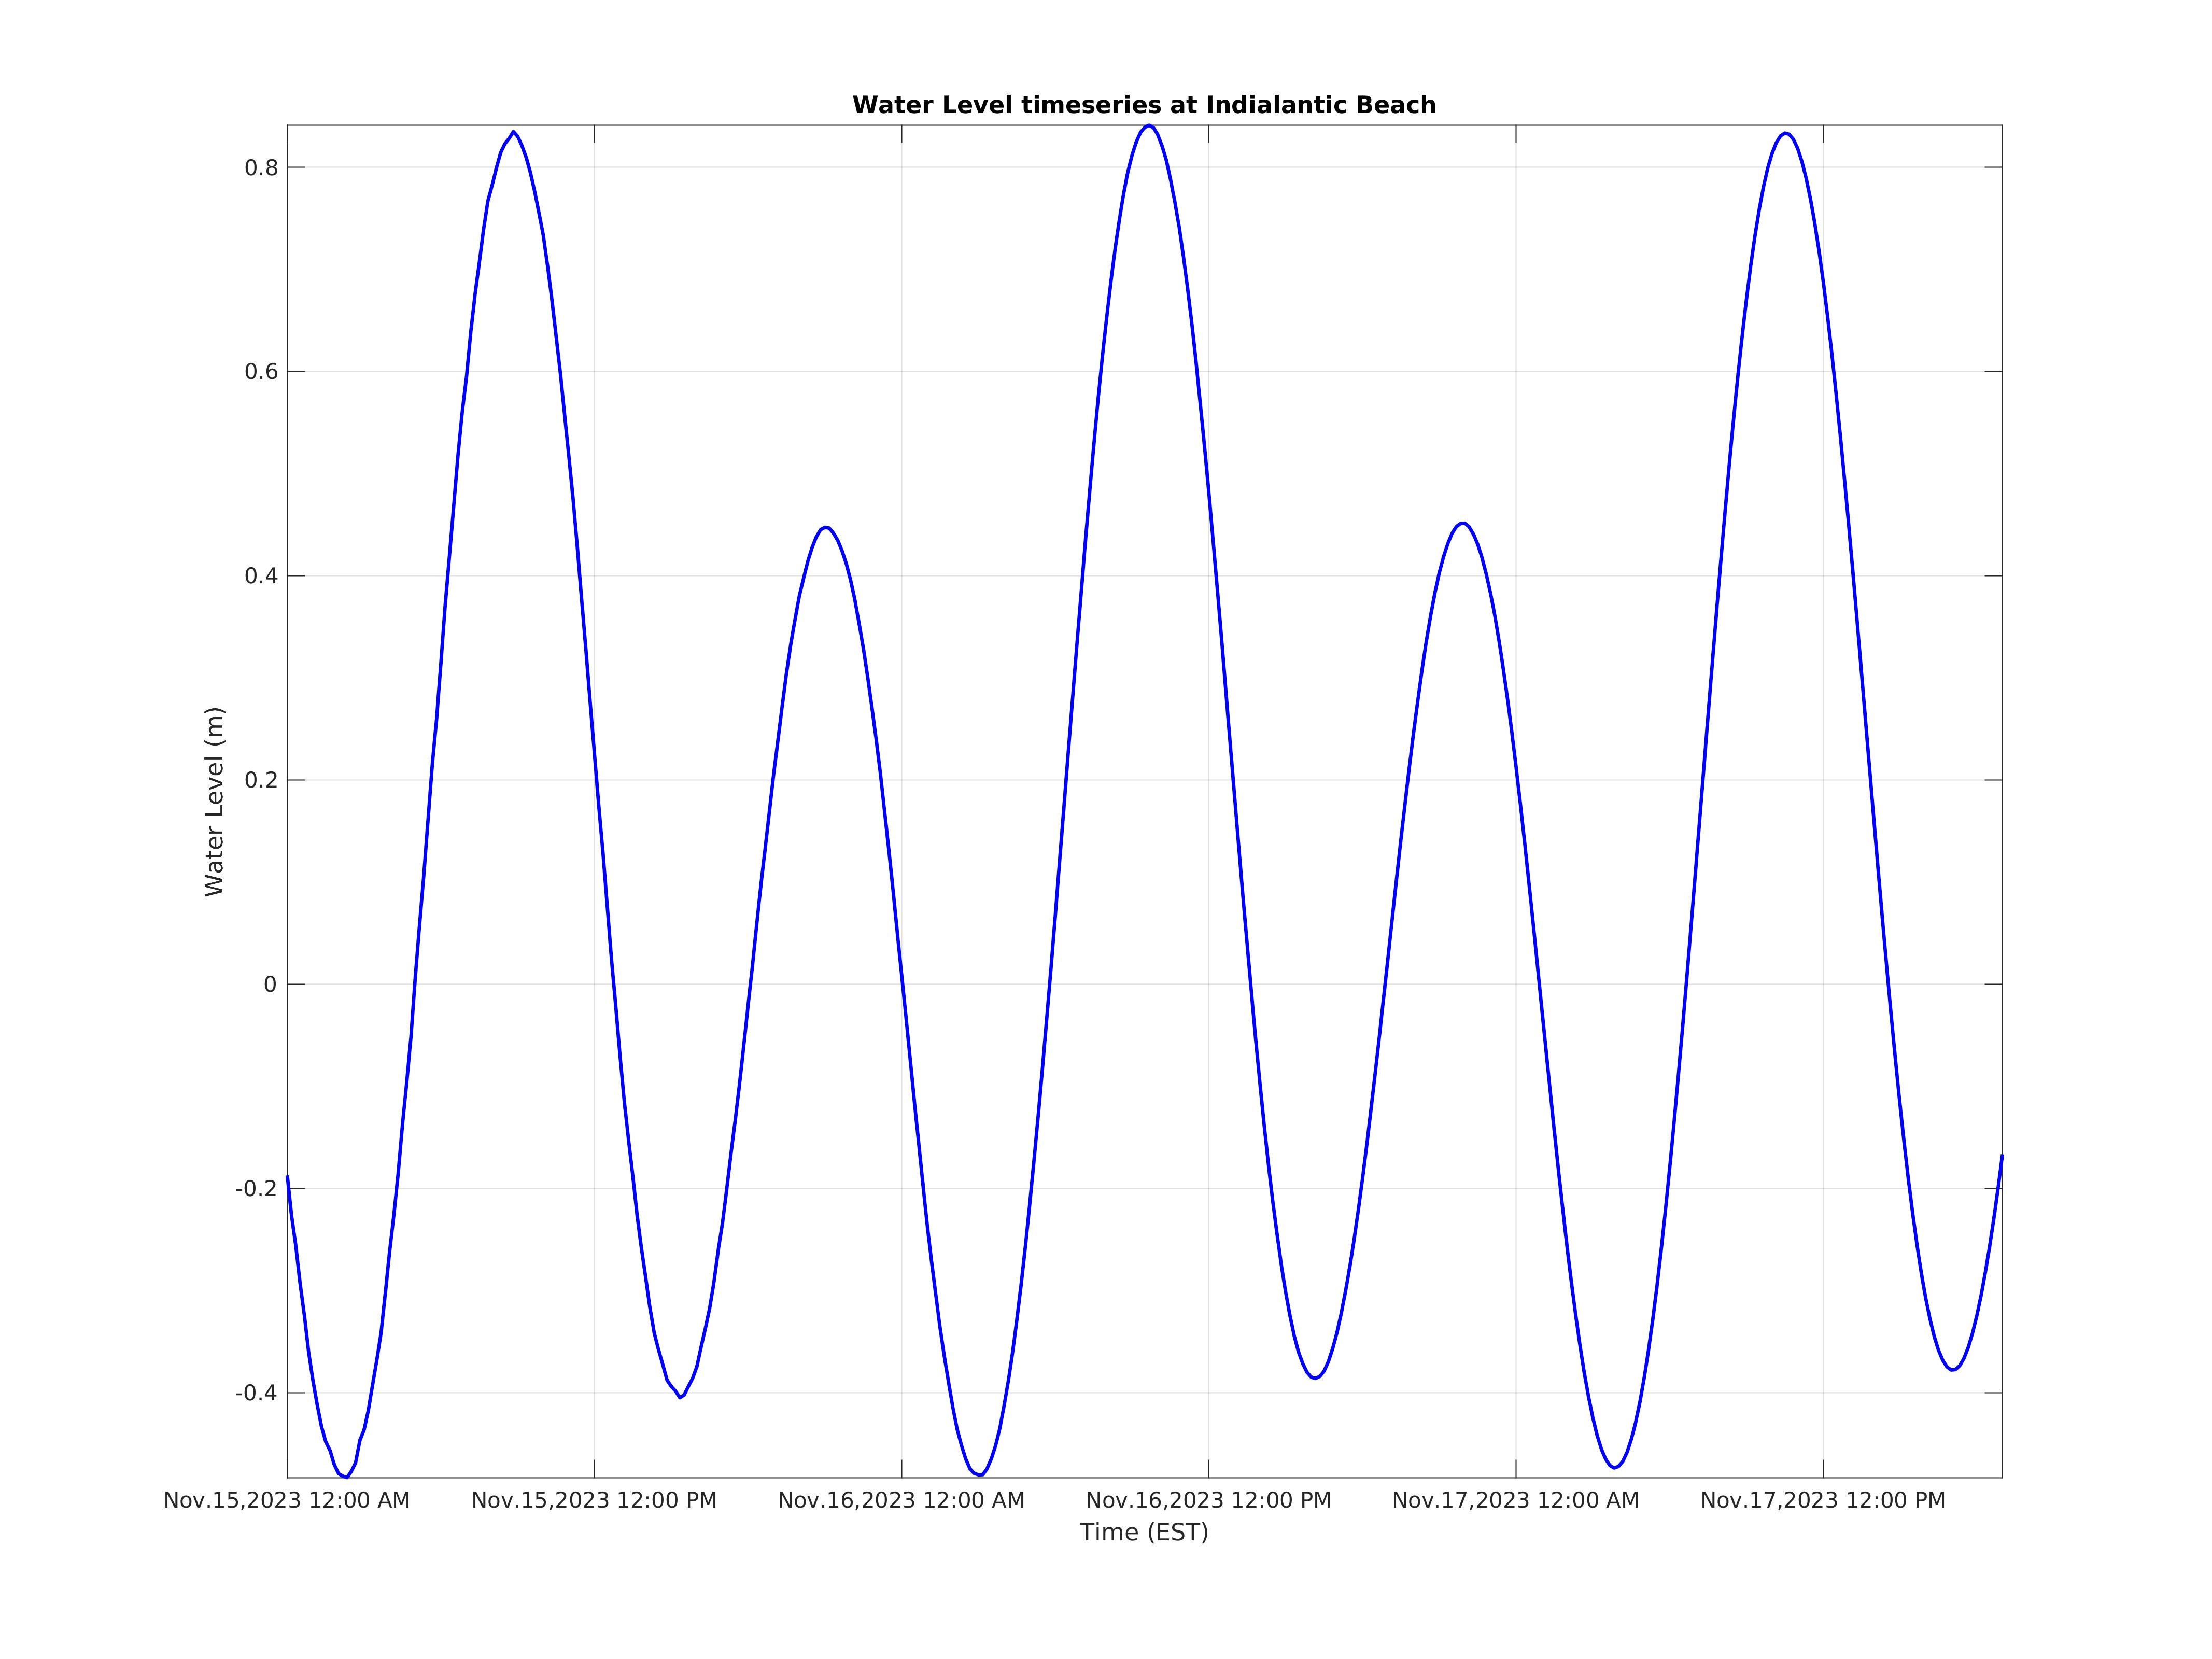 Water Level timeseries at Indialantic Beach
0.8
0.6
0.4
0.2
0
-0.2
-0.4
Water Level (m)
Nov.15,2023 12:00 AM Nov.15,2023 12:00 PM Nov.16,2023 12:00 AM Nov.16,2023 12:00 PM Nov.17,2023 12:00 AM Nov.17,2023 12:00 PM
Time (EST)